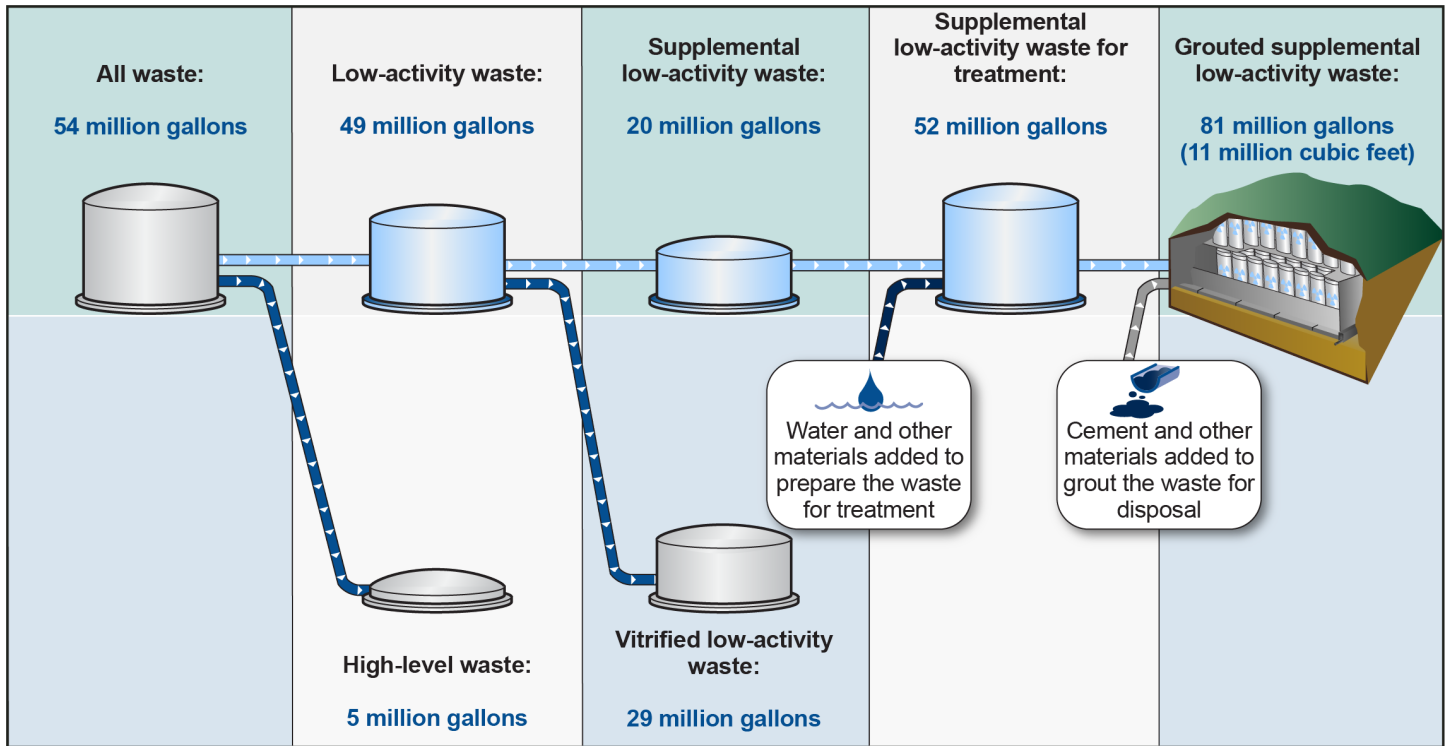 All waste:
54 million gallons
Low-activity waste:
49 million gallons
Supplemental
low-activity waste:
20 million gallons
Supplemental
low-activity waste for
treatment:
52 million gallons
Grouted supplemental
low-activity waste:
81 million gallons
(11 million cubic feet)
Water and other
materials added to
prepare the waste
for treatment
Cement and other
materials added to
grout the waste for
disposal
High-level waste:
5 million gallons
Vitrified low-activity
waste:
29 million gallons